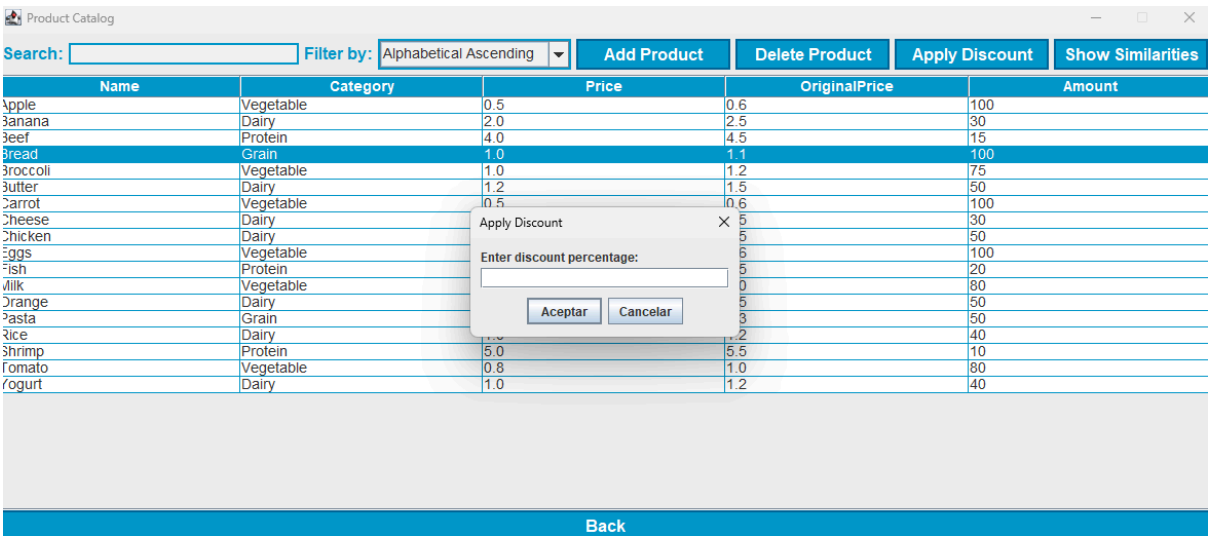 Product Catalog
Search: Filter by: Alphabetical Ascending Add Product Delete Product Apply Discount Show Similarities
Name Category Price OriginalPrice Amount
Apple Vegetable 0.5 0.6 100
Banana Dairy 2.0 2.5 30
Beef Protein 4.0 4.5 15
Bread Grain 1.0 1.1 100
Broccoli Vegetable 1.0 1.2 75
Butter Dairy 1.2 1.5 50
Carrot Vegetable 0.5 0.6 100
Cheese Dairy 30
Chicken Dairy 50
Eggs Vegetable 100
Fish Protein 20
Milk Vegetable 80
Orange Dairy 50
Pasta Grain 50
Rice Dairy 40
Shrimp Protein 5.0 5.5 10
Tomato Vegetable 0.8 1.0 80
Yogurt Dairy 1.0 1.2 40
Apply Discount
Enter discount percentage:
Aceptar Cancelar
Back